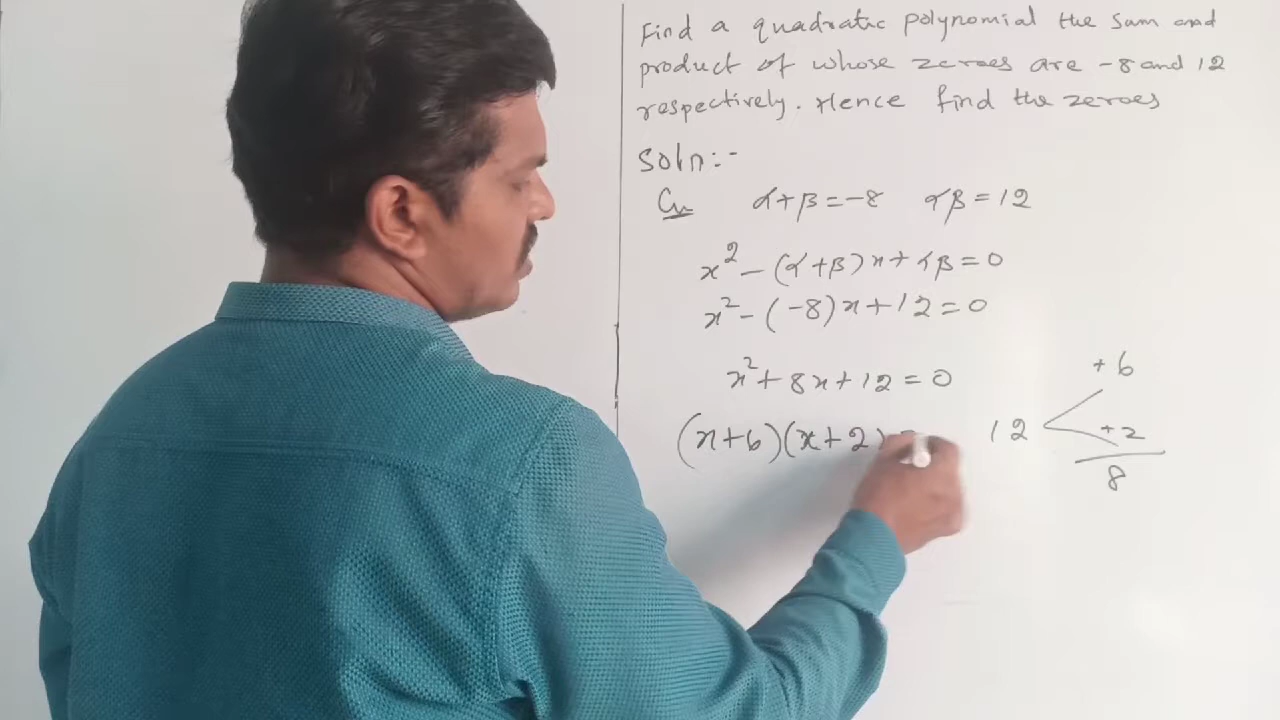 Find a quadratic polynomial the sum and
product of whose zeroes are -8 and 12
respectively. Hence find the zeroes
Soln:-
α+β=-8 αβ=12
x² - (α+β)x + αβ = 0
x² - (-8)x + 12 = 0
x² + 8x + 12 = 0
(x+6)(x+2)
+6
12
+2
8